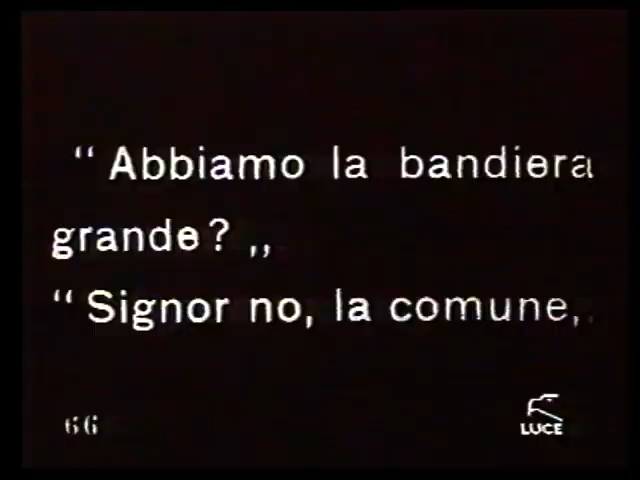 “ Abbiamo la bandiera
grande? „
“ Signor no, la comune,.
66
LUCE